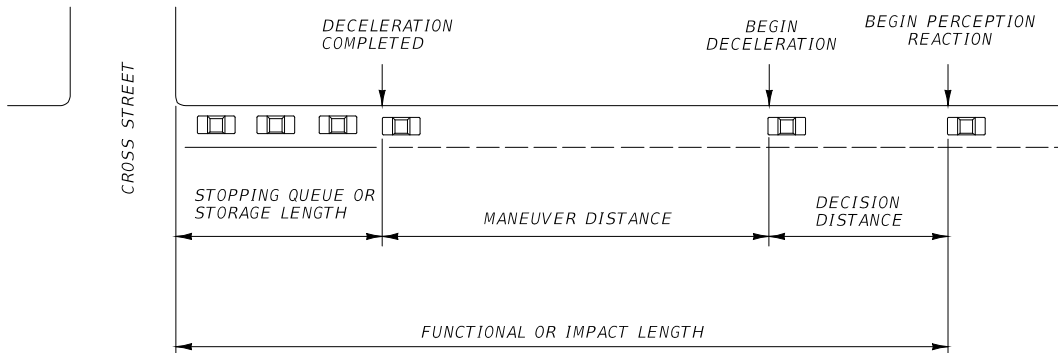 DECELERATION
COMPLETED
BEGIN
DECELERATION
BEGIN PERCEPTION
REACTION
CROSS STREET
STOPPING QUEUE OR
STORAGE LENGTH
MANEUVER DISTANCE
DECISION
DISTANCE
FUNCTIONAL OR IMPACT LENGTH